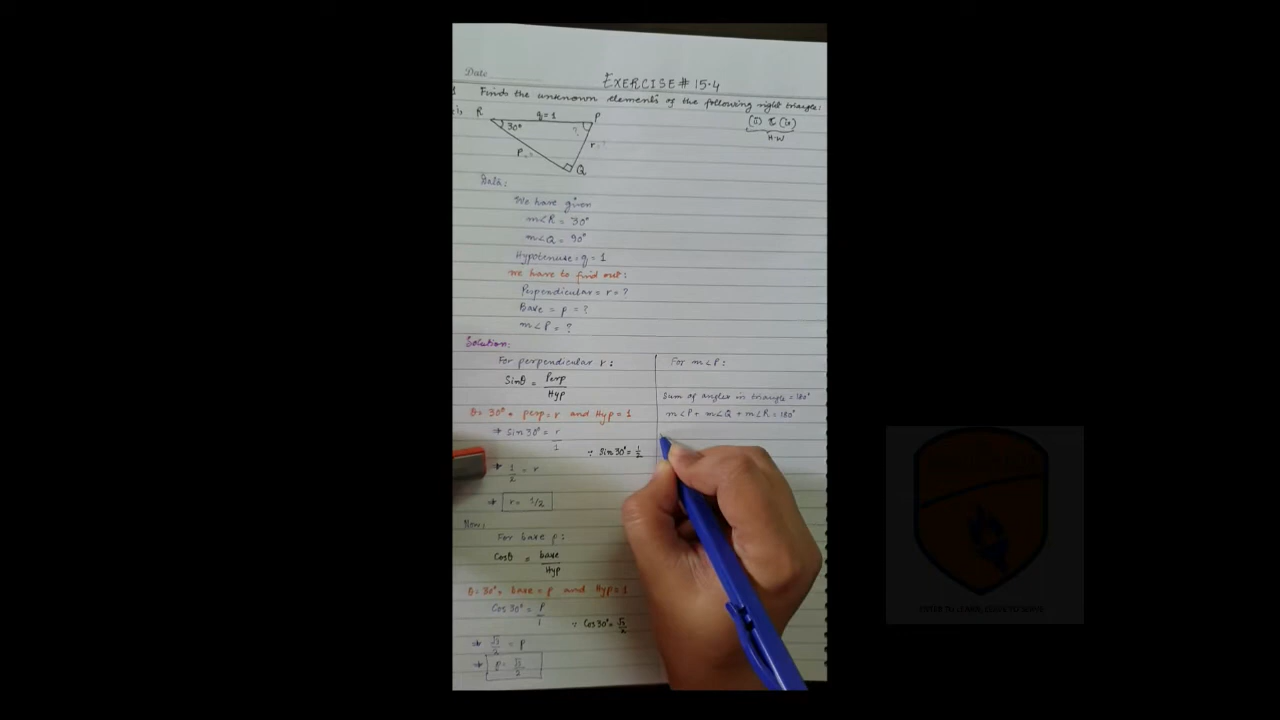 Date
EXERCISE # 15.4
1 Finds the unknown elements of the following right triangle:
R
q = 1
P
(ii) & (iv)
H.W
30°
?
r = ?
P =
Q
Data:
We have given
m∠R = 30°
m∠Q = 90°
Hypotenuse = q = 1
We have to find out:
Perpendicular = r = ?
Base = p = ?
m∠P = ?
Solution:
For perpendicular r:
Sinθ = Perp/Hyp
θ = 30°, perp = r and Hyp = 1
⇒ Sin 30° = r/1
∵ Sin 30° = 1/2
⇒ 1/2 = r
⇒ r = 1/2
Now,
For base p:
Cosθ = base/Hyp
θ = 30°, base = p and Hyp = 1
Cos 30° = P/1
∵ Cos 30° = √3/2
⇒ √3/2 = P
⇒ P = √3/2
For m∠P:
Sum of angles in triangle = 180°
m∠P + m∠Q + m∠R = 180°